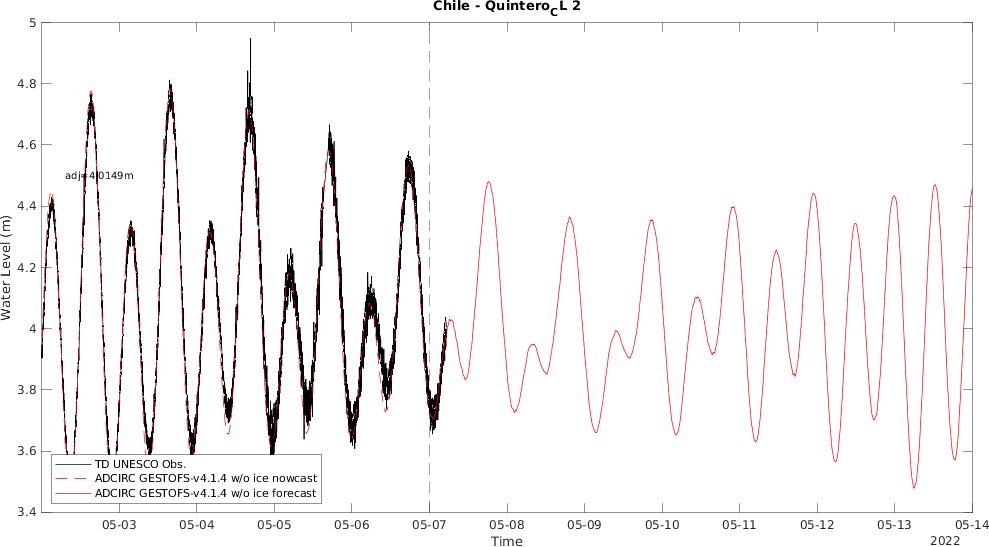 Chile - QuinteroCL 2
5
4.8
4.6
adj=4.0149m
4.4
4.2
4
3.8
3.6
3.4
Water Level (m)
TD UNESCO Obs.
ADCIRC GESTOFS-v4.1.4 w/o ice nowcast
ADCIRC GESTOFS-v4.1.4 w/o ice forecast
05-03 05-04 05-05 05-06 05-07 05-08 05-09 05-10 05-11 05-12 05-13 05-14
Time
2022